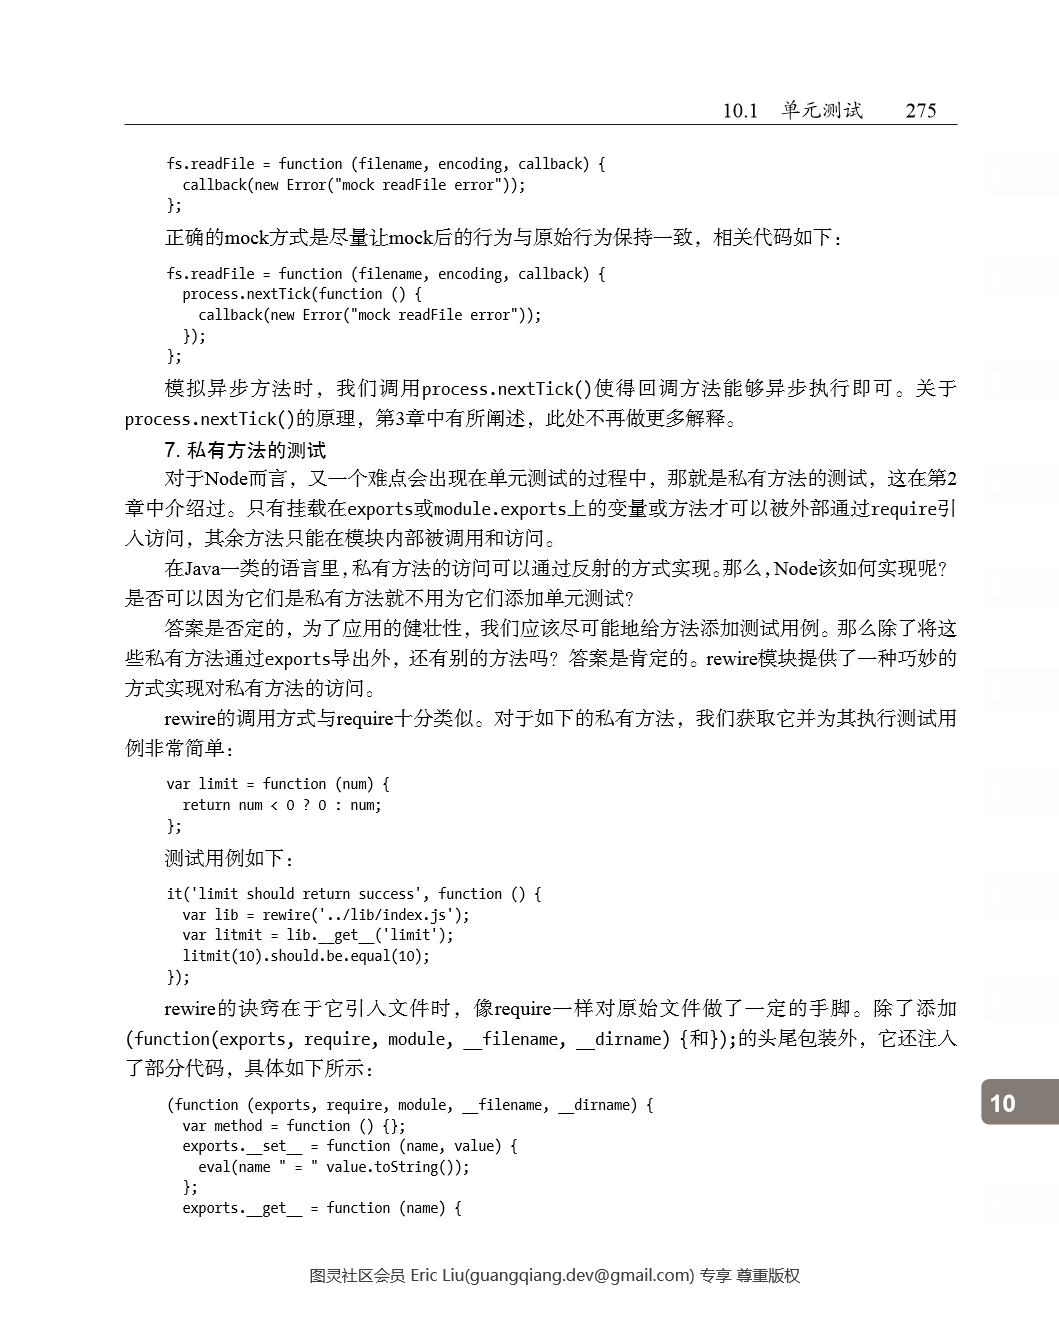 10.1 单元测试 275
fs.readFile = function (filename, encoding, callback) {
  callback(new Error("mock readFile error"));
};
正确的mock方式是尽量让mock后的行为与原始行为保持一致，相关代码如下：
fs.readFile = function (filename, encoding, callback) {
  process.nextTick(function () {
    callback(new Error("mock readFile error"));
  });
};
模拟异步方法时，我们调用process.nextTick()使得回调方法能够异步执行即可。关于
process.nextTick()的原理，第3章中有所阐述，此处不再做更多解释。
7. 私有方法的测试
对于Node而言，又一个难点会出现在单元测试的过程中，那就是私有方法的测试，这在第2
章中介绍过。只有挂载在exports或module.exports上的变量或方法才可以被外部通过require引
入访问，其余方法只能在模块内部被调用和访问。
在Java一类的语言里，私有方法的访问可以通过反射的方式实现。那么，Node该如何实现呢？
是否可以因为它们是私有方法就不用为它们添加单元测试？
答案是否定的，为了应用的健壮性，我们应该尽可能地给方法添加测试用例。那么除了将这
些私有方法通过exports导出外，还有别的方法吗？答案是肯定的。rewire模块提供了一种巧妙的
方式实现对私有方法的访问。
rewire的调用方式与require十分类似。对于如下的私有方法，我们获取它并为其执行测试用
例非常简单：
var limit = function (num) {
  return num < 0 ? 0 : num;
};
测试用例如下：
it('limit should return success', function () {
  var lib = rewire('../lib/index.js');
  var litmit = lib.__get__('limit');
  litmit(10).should.be.equal(10);
});
rewire的诀窍在于它引入文件时，像require一样对原始文件做了一定的手脚。除了添加
(function(exports, require, module, __filename, __dirname) {和});的头尾包装外，它还注入
了部分代码，具体如下所示：
(function (exports, require, module, __filename, __dirname) {
  var method = function () {};
  exports.__set__ = function (name, value) {
    eval(name " = " value.toString());
  };
  exports.__get__ = function (name) {
10
图灵社区会员 Eric Liu(guangqiang.dev@gmail.com) 专享 尊重版权